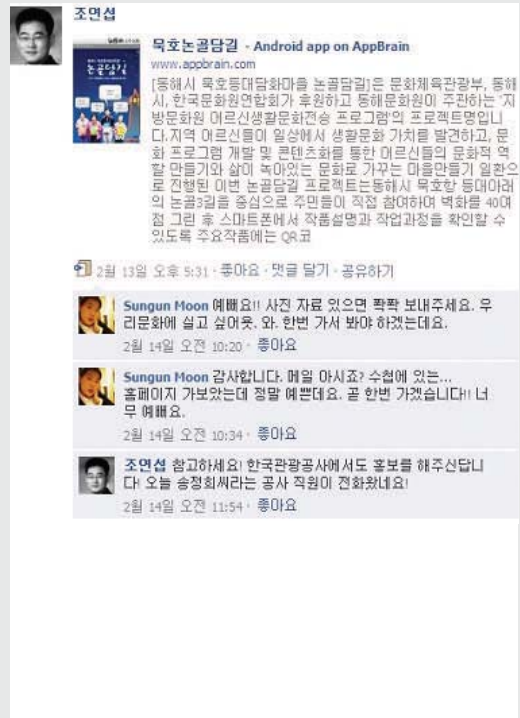 조연섭
묵호논골담길 - Android app on AppBrain
www.appbrain.com
[동해시 묵호등대담화마을 논골담길]은 문화체육관광부, 동해
시, 한국문화원연합회가 후원하고 동해문화원이 주관하는 '지
방문화원 어르신생활문화전승 프로그램'의 프로젝트명입니
다.지역 어르신들이 일상에서 생활문화 가치를 발견하고, 문
화 프로그램 개발 및 콘텐츠화를 통한 어르신들의 문화적 역
할 만들기와 삶이 녹아있는 문화로 가꾸는 마을만들기 일환으
로 진행된 이번 논골담길 프로젝트는동해시 묵호항 등대아래
의 논골3길을 중심으로 주민들이 직접 참여하여 벽화를 40여
점 그린 후 스마트폰에서 작품설명과 작업과정을 확인할 수
있도록 주요작품에는 QR코
2월 13일 오후 5:31 · 좋아요 · 댓글 달기 · 공유하기
Sungun Moon 예뻐요!! 사진 자료 있으면 팍팍 보내주세요. 우
리문화에 싣고 싶어욧. 와. 한번 가서 봐야 하겠는데요.
2월 14일 오전 10:20 · 좋아요
Sungun Moon 감사합니다. 메일 아시죠? 수첩에 있는...
홈페이지 가보았는데 정말 예쁜데요. 곧 한번 가겠습니다!! 너
무 예뻐요.
2월 14일 오전 10:34 · 좋아요
조연섭 참고하세요! 한국관광공사에서도 홍보를 해주신답니
다! 오늘 송정희씨라는 공사 직원이 전화왔네요!
2월 14일 오전 11:54 · 좋아요
논골담길